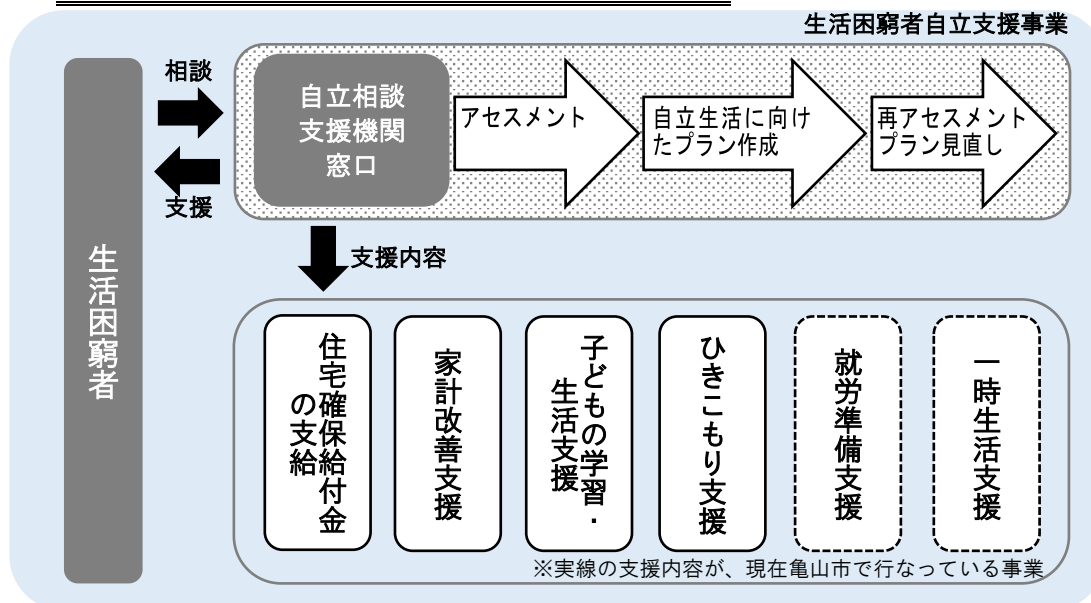 生活困窮者自立支援事業
生活困窮者
相談
支援
自立相談
支援機関
窓口
アセスメント
自立生活に向け
たプラン作成
再アセスメント
プラン見直し
支援内容
住宅確保給付金
の支給
家計改善支援
子どもの学習・
生活支援
ひきこもり支援
就労準備支援
一時生活支援
※実線の支援内容が、現在亀山市で行なっている事業